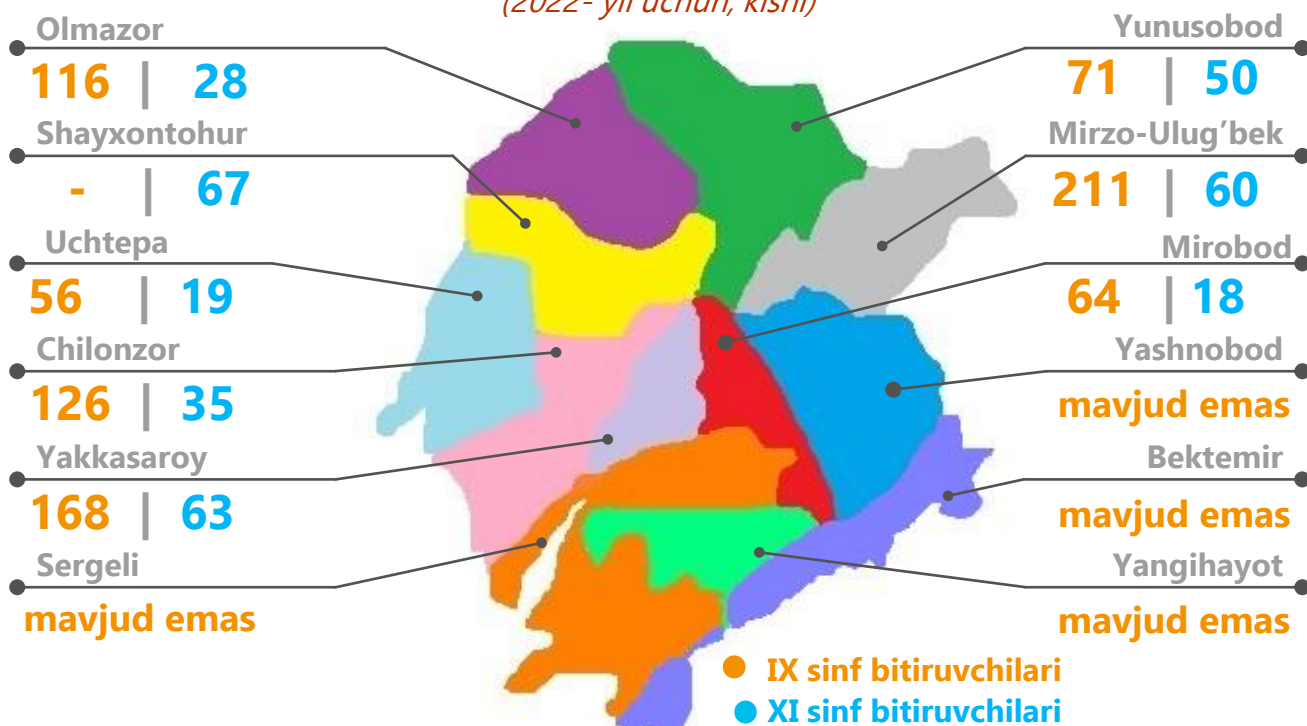 (2022- yil uchun, kishi)
Olmazor
116 | 28
Shayxontohur
- | 67
Uchtepa
56 | 19
Chilonzor
126 | 35
Yakkasaroy
168 | 63
Sergeli
mavjud emas
Yunusobod
71 | 50
Mirzo-Ulug’bek
211 | 60
Mirobod
64 | 18
Yashnobod
mavjud emas
Bektemir
mavjud emas
Yangihayot
mavjud emas
IX sinf bitiruvchilari
XI sinf bitiruvchilari